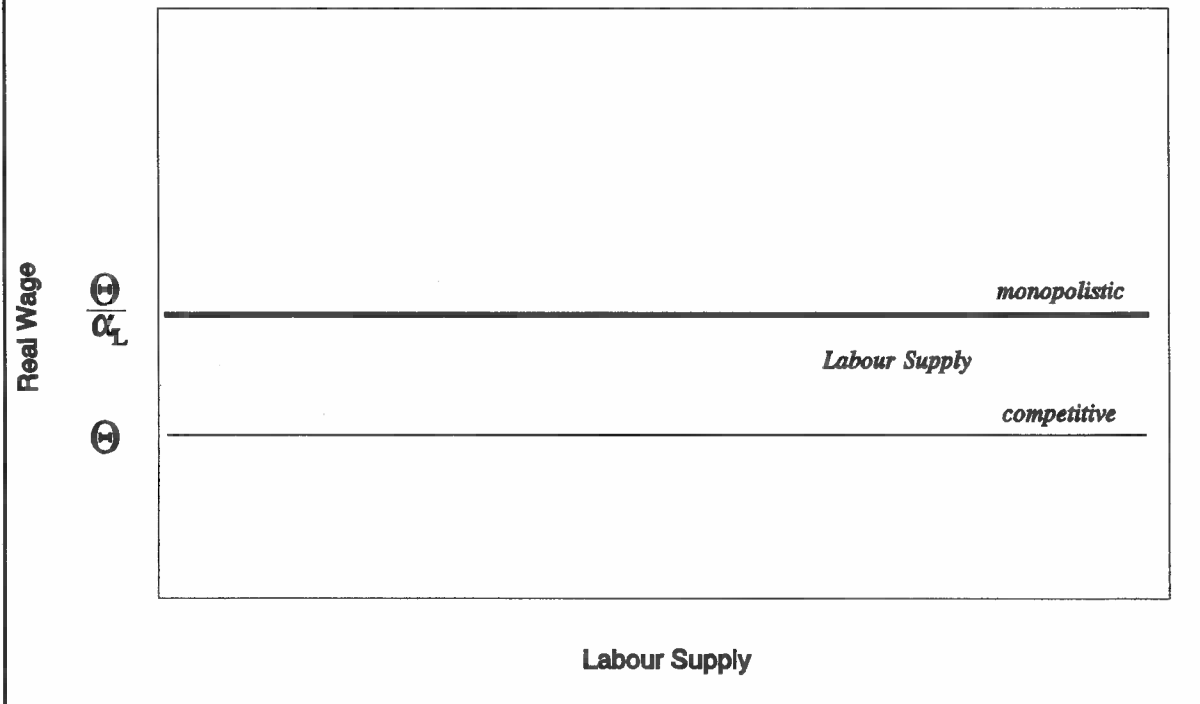 Real Wage
Θ
α_L
Θ
monopolistic
Labour Supply
competitive
Labour Supply